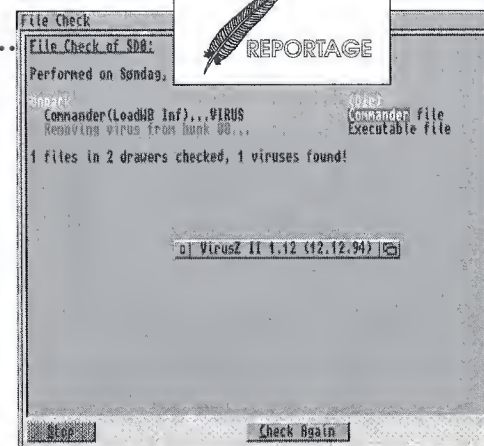 File Check
REPORTAGE
File Check of SD0:
Performed on Søndag,
Commander(LoadWB Inf)...VIRUS
Commander file
Removing virus from hunk 00...
Executable file
1 files in 2 drawers checked, 1 viruses found!
VirusZ II 1.12 (12.12.94)
Stop
Check Again